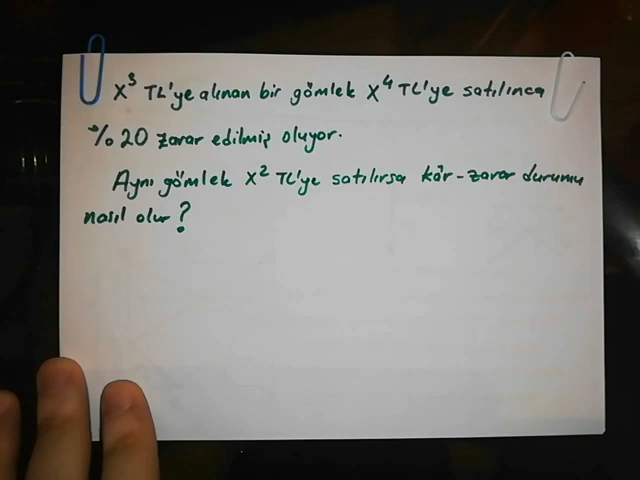 x³ TL'ye alınan bir gömlek x⁴ TL'ye satılınca
%20 zarar edilmiş oluyor.
Aynı gömlek x² TL'ye satılırsa kâr-zarar durumu
nasıl olur?